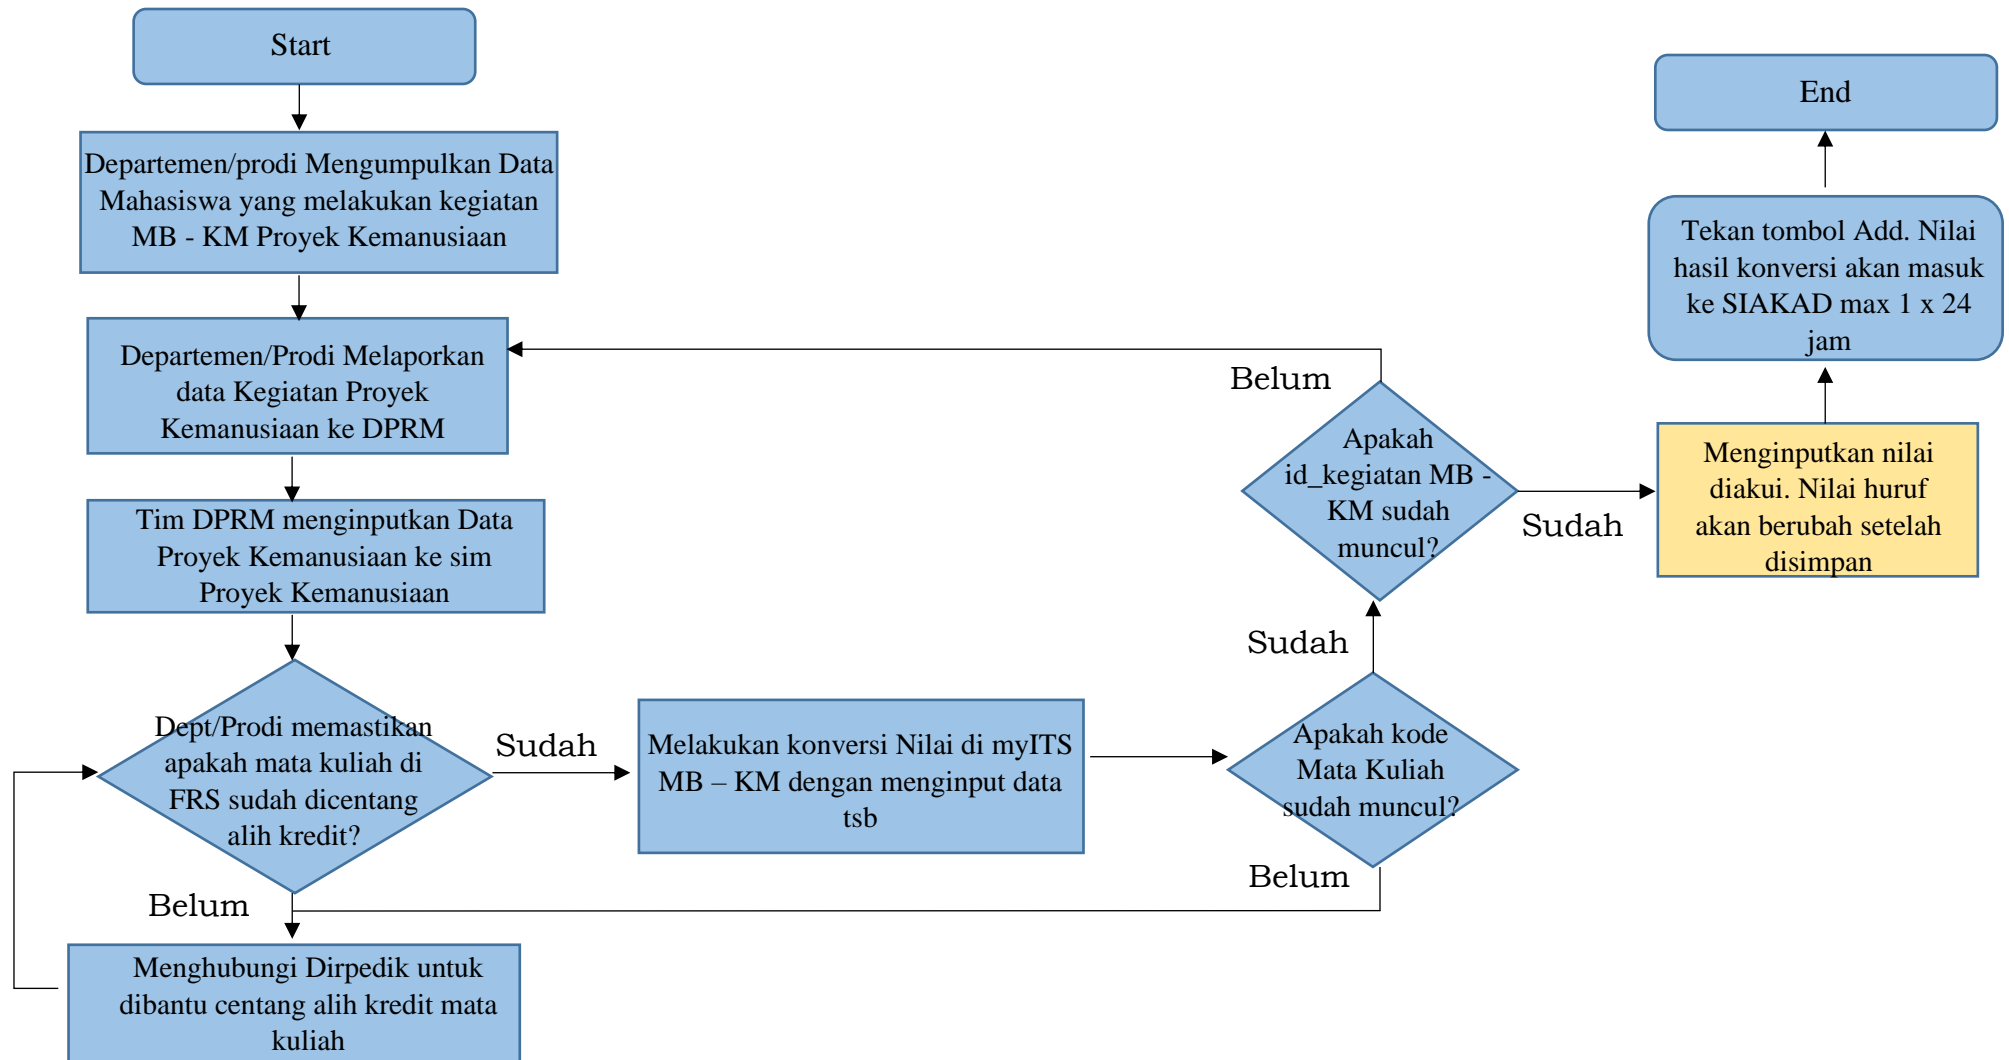 Start
Departemen/prodi Mengumpulkan Data
Mahasiswa yang melakukan kegiatan
MB - KM Proyek Kemanusiaan
Departemen/Prodi Melaporkan
data Kegiatan Proyek
Kemanusiaan ke DPRM
Tim DPRM menginputkan Data
Proyek Kemanusiaan ke sim
Proyek Kemanusiaan
Dept/Prodi memastikan
apakah mata kuliah di
FRS sudah dicentang
alih kredit?
Belum
Menghubungi Dirpedik untuk
dibantu centang alih kredit mata
kuliah
Sudah
Melakukan konversi Nilai di myITS
MB – KM dengan menginput data
tsb
Apakah kode
Mata Kuliah
sudah muncul?
Belum
Sudah
Apakah
id_kegiatan MB -
KM sudah
muncul?
Belum
Sudah
Menginputkan nilai
diakui. Nilai huruf
akan berubah setelah
disimpan
Tekan tombol Add. Nilai
hasil konversi akan masuk
ke SIAKAD max 1 x 24
jam
End